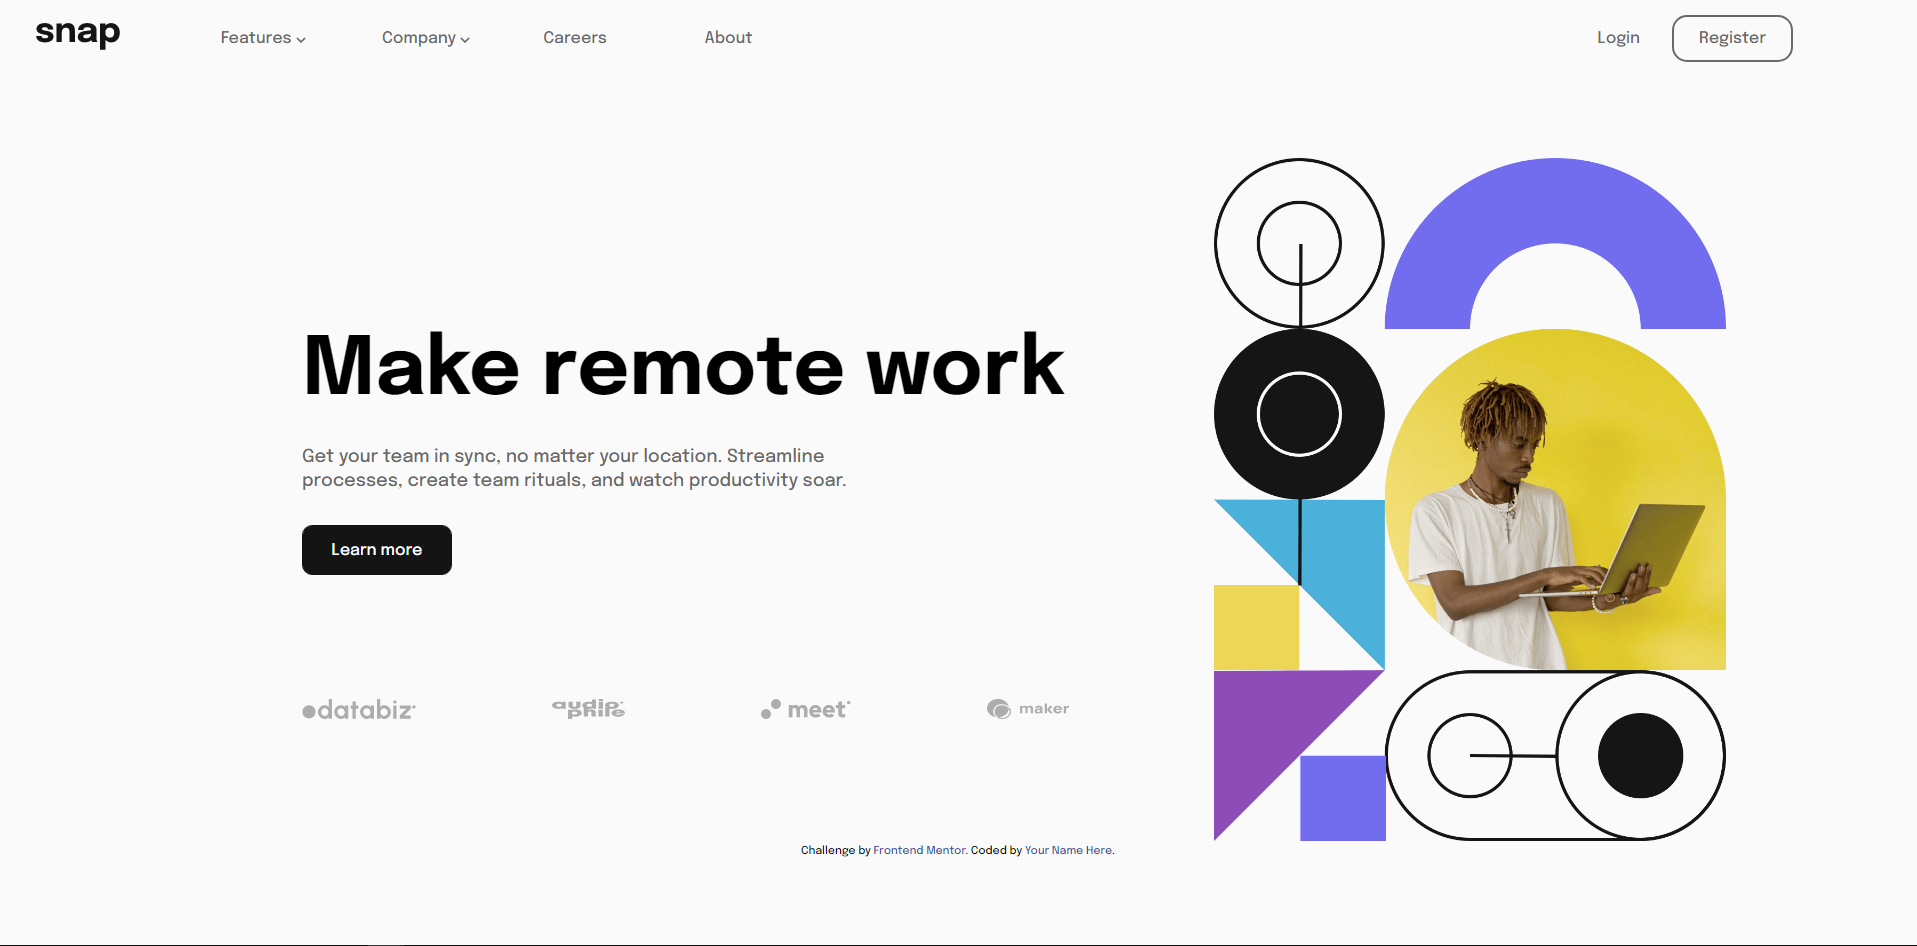 snap
Features
Company
Careers
About
Login
Register
Make remote work
Get your team in sync, no matter your location. Streamline
processes, create team rituals, and watch productivity soar.
Learn more
databiz
audiophile
meet
maker
Challenge by Frontend Mentor. Coded by Your Name Here.